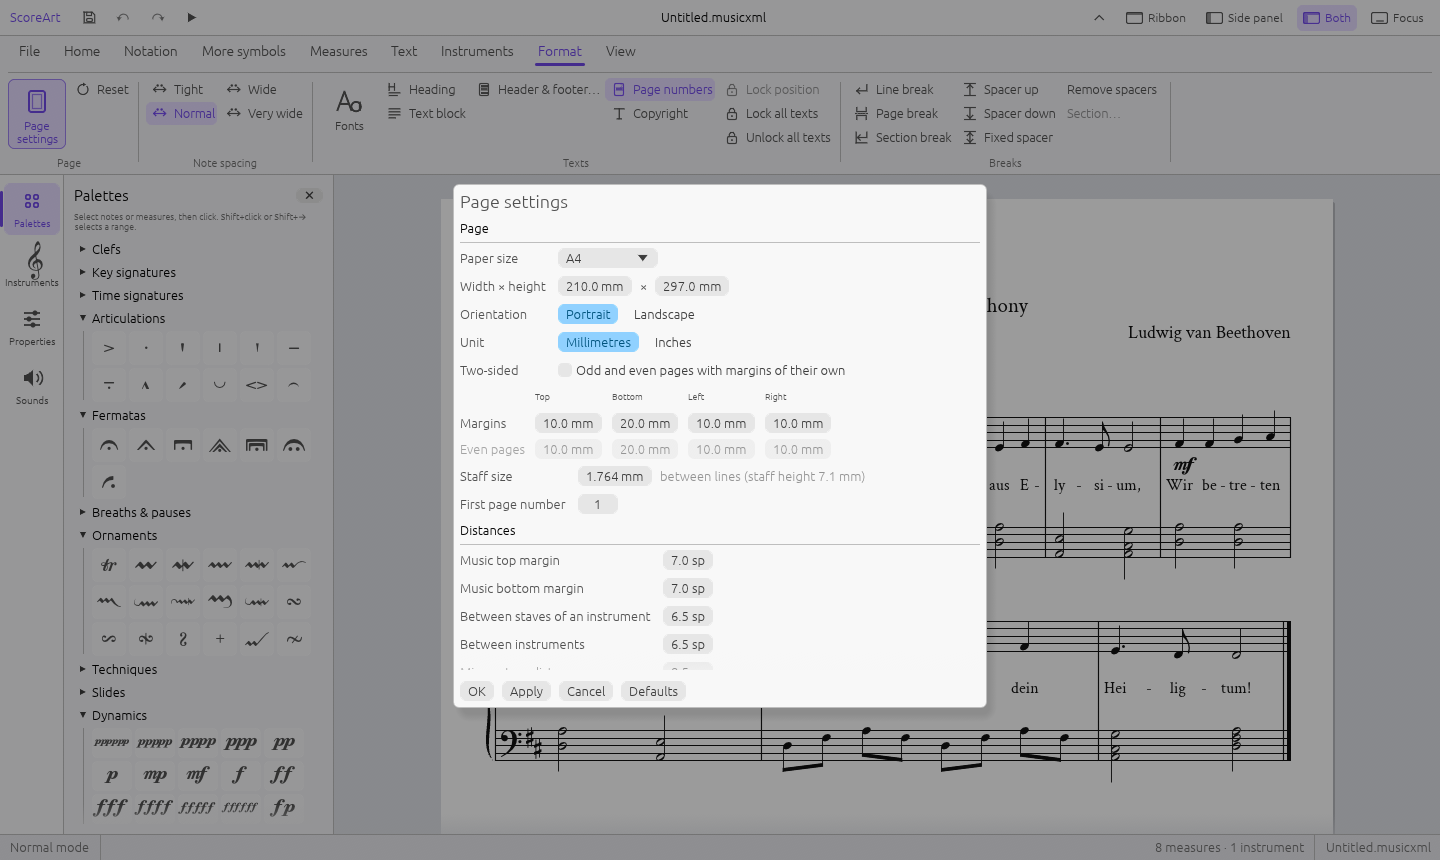 ScoreArt
Untitled.musicxml
Ribbon
Side panel
Both
Focus
File Home Notation More symbols Measures Text Instruments Format View
Page settings
Reset
Tight
Wide
Normal
Very wide
Fonts
Heading
Text block
Header & footer...
Page numbers
Copyright
Lock position
Lock all texts
Unlock all texts
Line break
Page break
Section break
Spacer up
Spacer down
Fixed spacer
Remove spacers
Section...
Page
Note spacing
Texts
Breaks
Palettes
Instruments
Properties
Sounds
Palettes
Select notes or measures, then click. Shift+click or Shift+→
selects a range.
Clefs
Key signatures
Time signatures
Articulations
Fermatas
Breaths & pauses
Ornaments
tr
Techniques
Slides
Dynamics
pppppp ppppp pppp ppp pp
p mp mf f ff
fff ffff fffff ffffff fp
Page settings
Page
Paper size A4
Width × height 210.0 mm × 297.0 mm
Orientation Portrait Landscape
Unit Millimetres Inches
Two-sided Odd and even pages with margins of their own
Top Bottom Left Right
Margins 10.0 mm 20.0 mm 10.0 mm 10.0 mm
Even pages 10.0 mm 20.0 mm 10.0 mm 10.0 mm
Staff size 1.764 mm between lines (staff height 7.1 mm)
First page number 1
Distances
Music top margin 7.0 sp
Music bottom margin 7.0 sp
Between staves of an instrument 6.5 sp
Between instruments 6.5 sp
OK Apply Cancel Defaults
hony
Ludwig van Beethoven
mf
aus E - ly - si - um, Wir be - tre - ten
dein Hei - lig - tum!
Normal mode
8 measures · 1 instrument
Untitled.musicxml